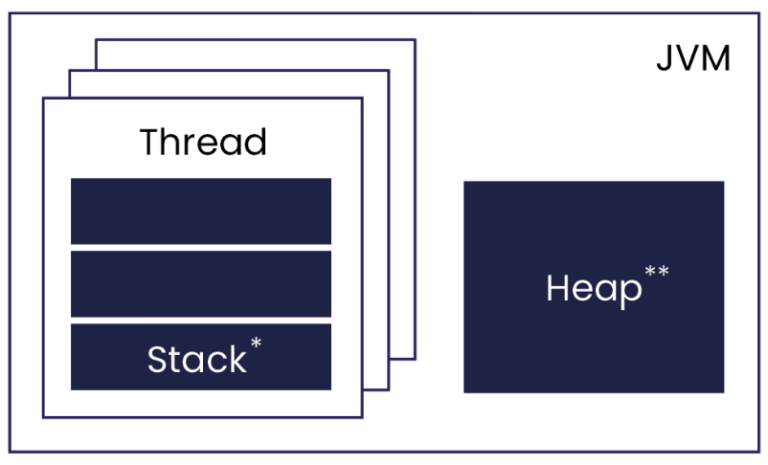 JVM
Thread
Stack*
Heap**